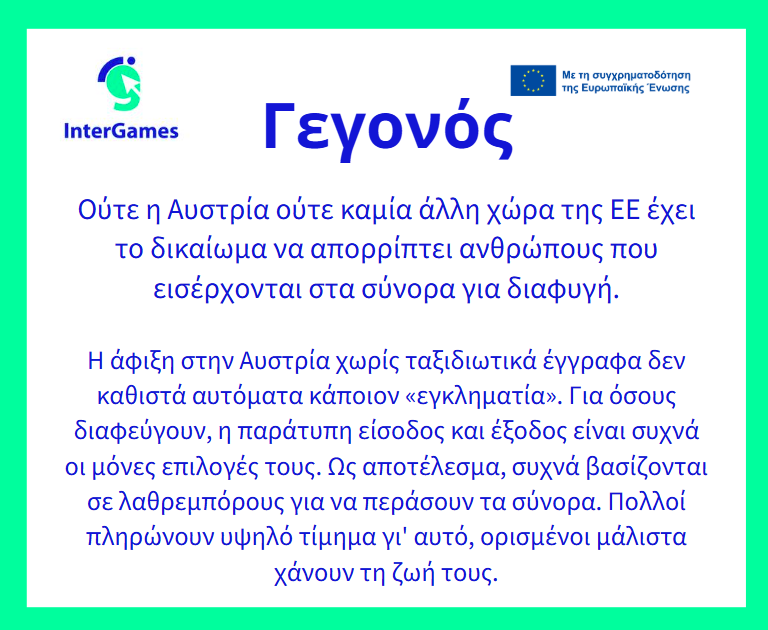 InterGames
Με τη συγχρηματοδότηση
της Ευρωπαϊκής Ένωσης
Γεγονός
Ούτε η Αυστρία ούτε καμία άλλη χώρα της ΕΕ έχει
το δικαίωμα να απορρίπτει ανθρώπους που
εισέρχονται στα σύνορα για διαφυγή.
Η άφιξη στην Αυστρία χωρίς ταξιδιωτικά έγγραφα δεν
καθιστά αυτόματα κάποιον «εγκληματία». Για όσους
διαφεύγουν, η παράτυπη είσοδος και έξοδος είναι συχνά
οι μόνες επιλογές τους. Ως αποτέλεσμα, συχνά βασίζονται
σε λαθρεμπόρους για να περάσουν τα σύνορα. Πολλοί
πληρώνουν υψηλό τίμημα γι' αυτό, ορισμένοι μάλιστα
χάνουν τη ζωή τους.